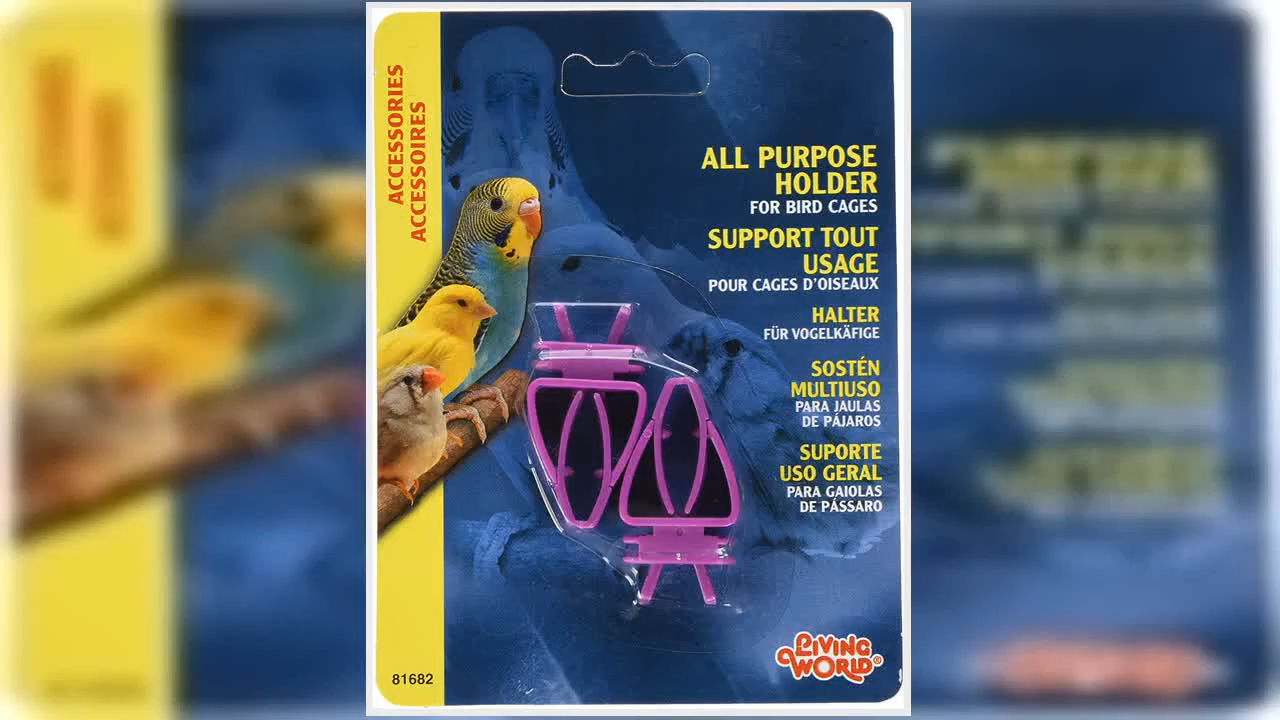 ACCESSORIES
ACCESSOIRES
ALL PURPOSE
HOLDER
FOR BIRD CAGES
SUPPORT TOUT
USAGE
POUR CAGES D'OISEAUX
HALTER
FÜR VOGELKÄFIGE
SOSTÉN
MULTIUSO
PARA JAULAS
DE PÁJAROS
SUPORTE
USO GERAL
PARA GAIOLAS
DE PÁSSARO
LIVING
WORLD®
81682